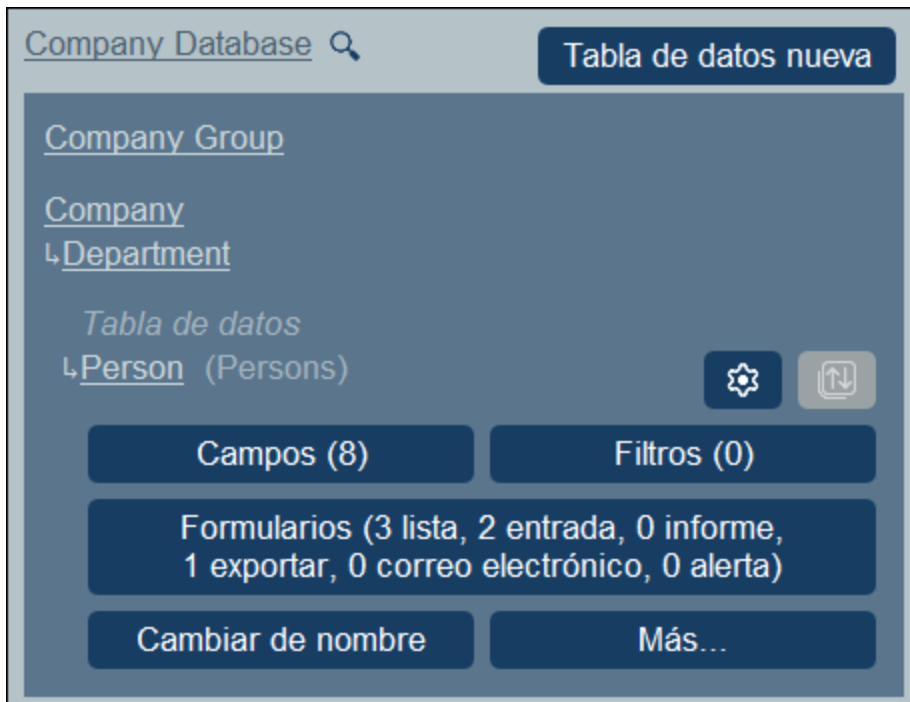 Company Database
Tabla de datos nueva
Company Group
Company
↳Department
Tabla de datos
↳Person (Persons)
Campos (8)
Filtros (0)
Formularios (3 lista, 2 entrada, 0 informe,
1 exportar, 0 correo electrónico, 0 alerta)
Cambiar de nombre
Más...